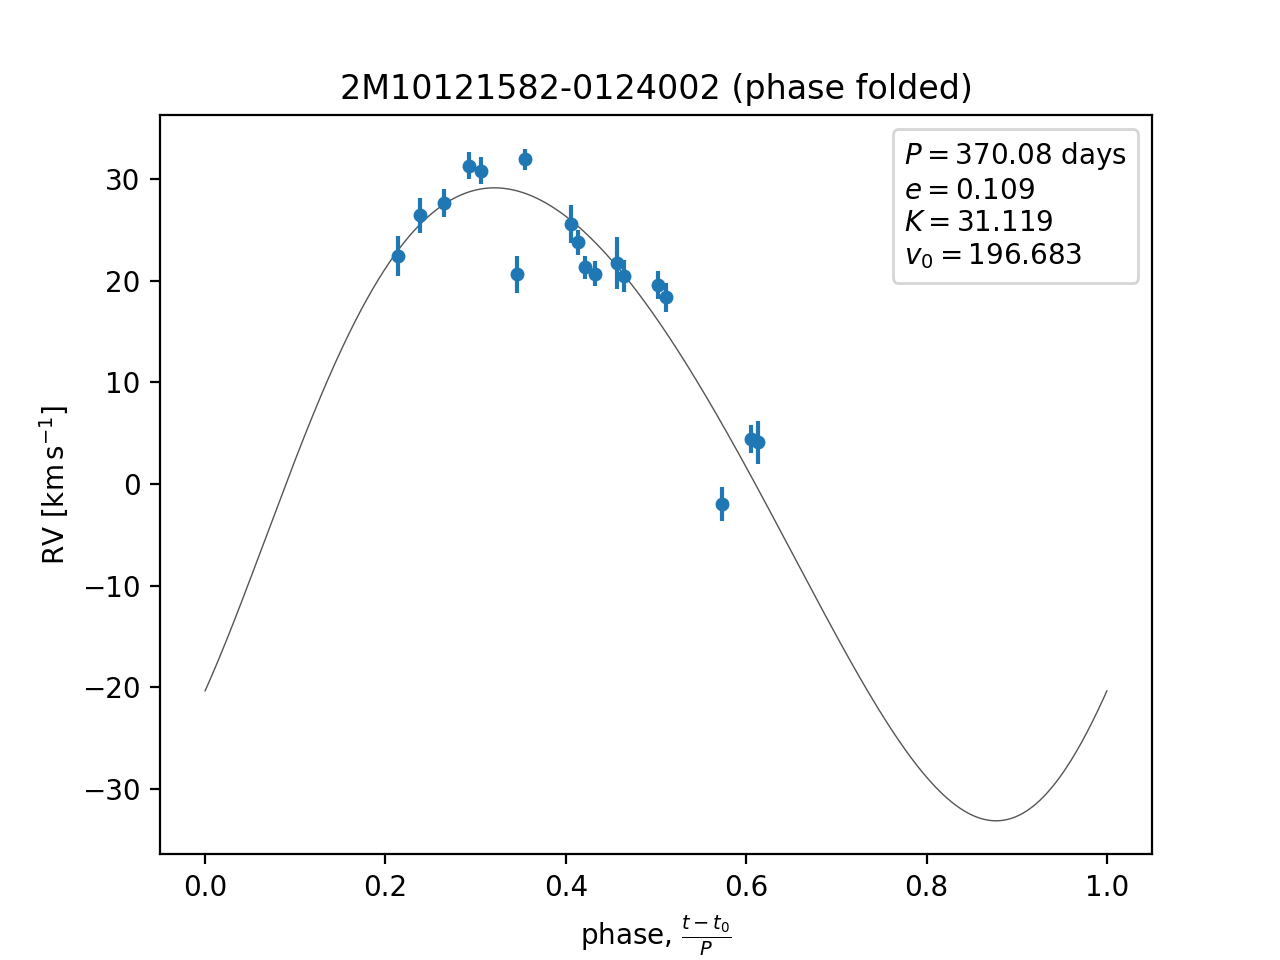 2M10121582-0124002 (phase folded)
P = 370.08 days
e = 0.109
K = 31.119
v₀ = 196.683
RV [km s⁻¹]
30
20
10
0
−10
−20
−30
0.0 0.2 0.4 0.6 0.8 1.0
phase, (t − t₀)/P